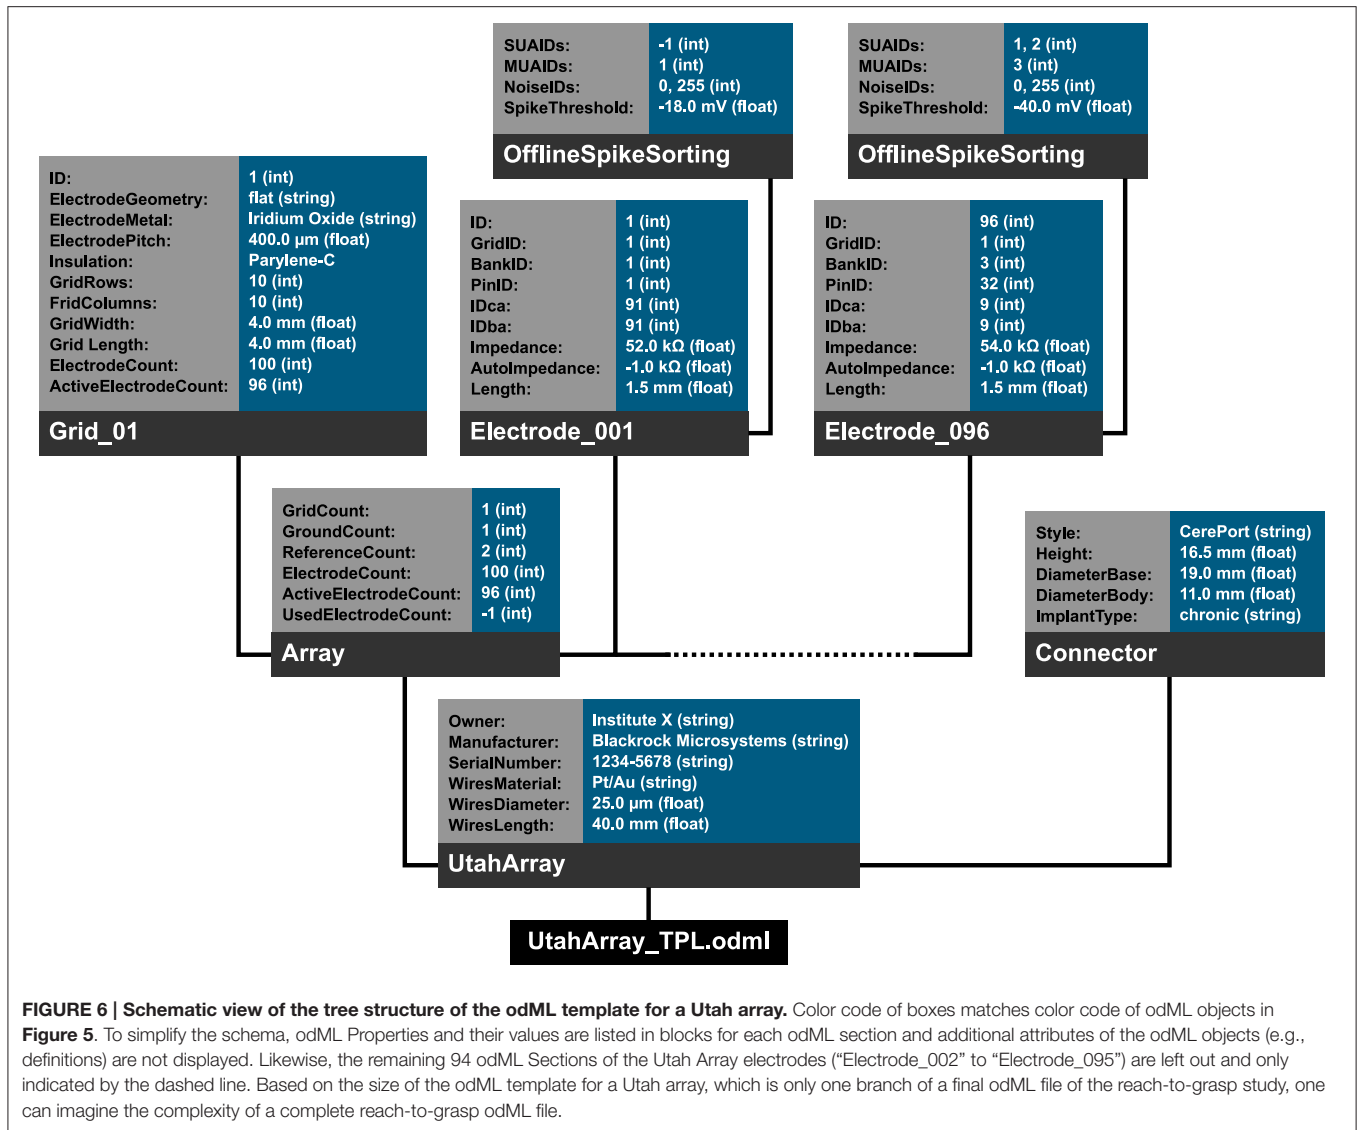 SUAIDs: -1 (int)
MUAIDs: 1 (int)
NoiseIDs: 0, 255 (int)
SpikeThreshold: -18.0 mV (float)
OfflineSpikeSorting
SUAIDs: 1, 2 (int)
MUAIDs: 3 (int)
NoiseIDs: 0, 255 (int)
SpikeThreshold: -40.0 mV (float)
OfflineSpikeSorting
ID: 1 (int)
ElectrodeGeometry: flat (string)
ElectrodeMetal: Iridium Oxide (string)
ElectrodePitch: 400.0 µm (float)
Insulation: Parylene-C
GridRows: 10 (int)
FridColumns: 10 (int)
GridWidth: 4.0 mm (float)
Grid Length: 4.0 mm (float)
ElectrodeCount: 100 (int)
ActiveElectrodeCount: 96 (int)
Grid_01
ID: 1 (int)
GridID: 1 (int)
BankID: 1 (int)
PinID: 1 (int)
IDca: 91 (int)
IDba: 91 (int)
Impedance: 52.0 kΩ (float)
AutoImpedance: -1.0 kΩ (float)
Length: 1.5 mm (float)
Electrode_001
ID: 96 (int)
GridID: 1 (int)
BankID: 3 (int)
PinID: 32 (int)
IDca: 9 (int)
IDba: 9 (int)
Impedance: 54.0 kΩ (float)
AutoImpedance: -1.0 kΩ (float)
Length: 1.5 mm (float)
Electrode_096
GridCount: 1 (int)
GroundCount: 1 (int)
ReferenceCount: 2 (int)
ElectrodeCount: 100 (int)
ActiveElectrodeCount: 96 (int)
UsedElectrodeCount: -1 (int)
Array
Style: CerePort (string)
Height: 16.5 mm (float)
DiameterBase: 19.0 mm (float)
DiameterBody: 11.0 mm (float)
ImplantType: chronic (string)
Connector
Owner: Institute X (string)
Manufacturer: Blackrock Microsystems (string)
SerialNumber: 1234-5678 (string)
WiresMaterial: Pt/Au (string)
WiresDiameter: 25.0 µm (float)
WiresLength: 40.0 mm (float)
UtahArray
UtahArray_TPL.odml
FIGURE 6 | Schematic view of the tree structure of the odML template for a Utah array. Color code of boxes matches color code of odML objects in
Figure 5. To simplify the schema, odML Properties and their values are listed in blocks for each odML section and additional attributes of the odML objects (e.g.,
definitions) are not displayed. Likewise, the remaining 94 odML Sections of the Utah Array electrodes (“Electrode_002” to “Electrode_095”) are left out and only
indicated by the dashed line. Based on the size of the odML template for a Utah array, which is only one branch of a final odML file of the reach-to-grasp study, one
can imagine the complexity of a complete reach-to-grasp odML file.